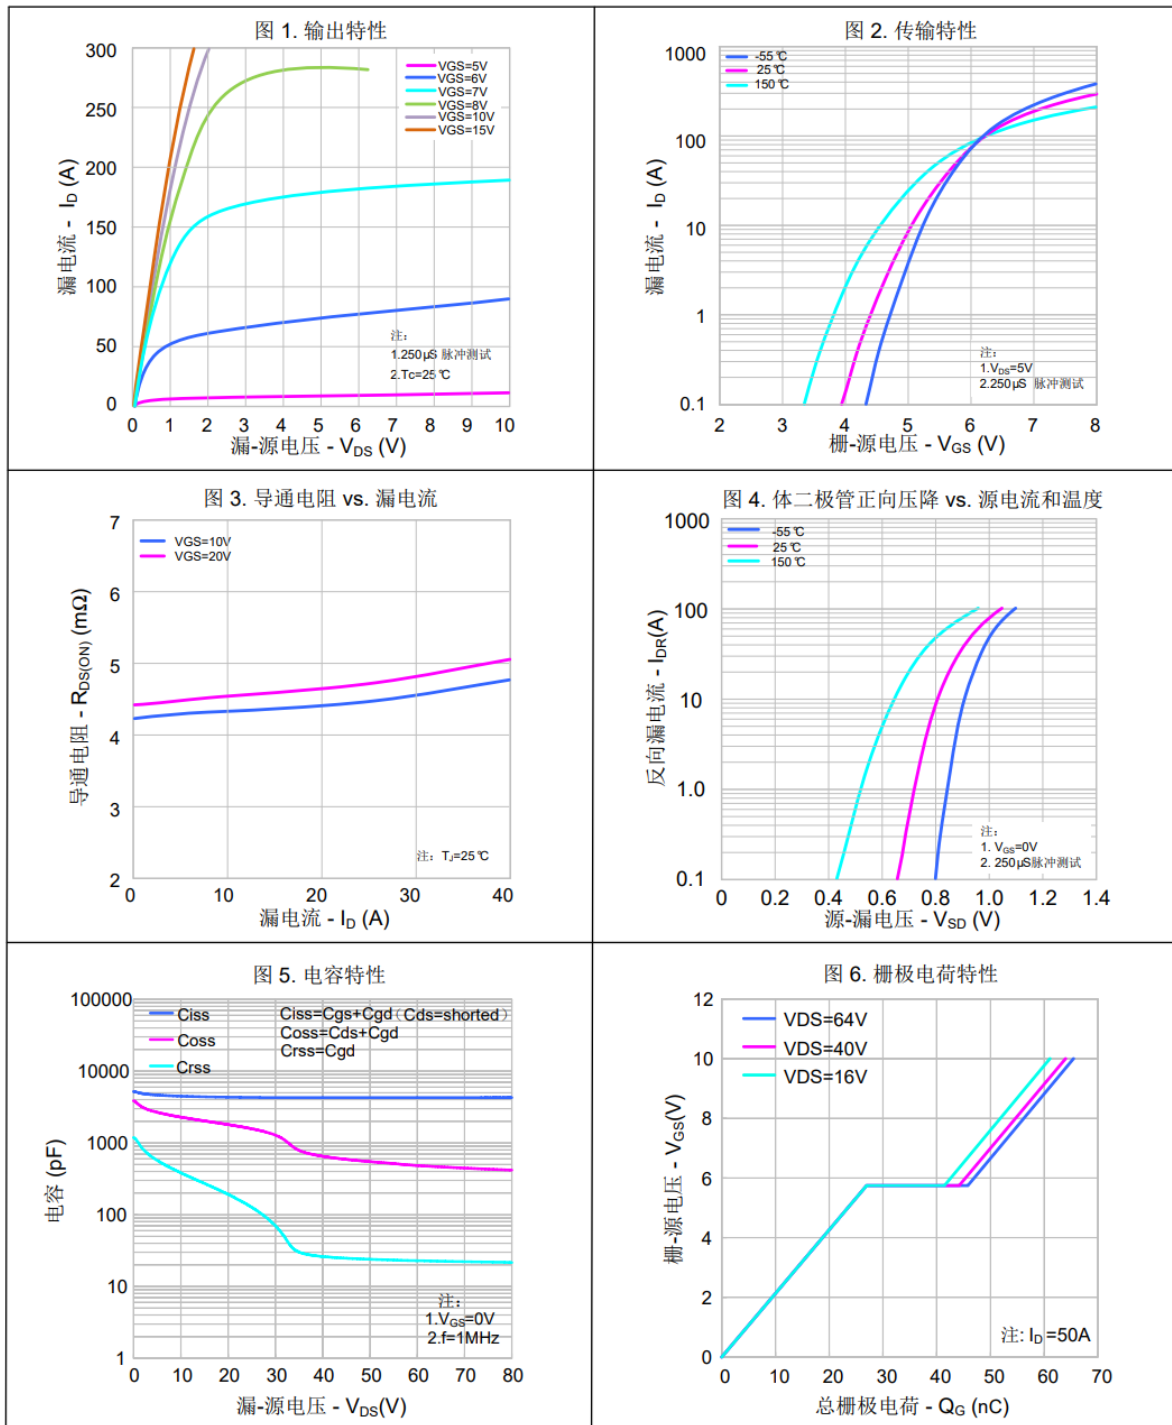 图 1. 输出特性
300
250
200
150
100
50
0
VGS=5V
VGS=6V
VGS=7V
VGS=8V
VGS=10V
VGS=15V
漏电流 - ID (A)
注:
1.250µS 脉冲测试
2.Tc=25℃
0 1 2 3 4 5 6 7 8 9 10
漏-源电压 - VDS (V)
图 2. 传输特性
1000
100
10
1
0.1
-55℃
25℃
150℃
漏电流 - ID (A)
注:
1.VDS=5V
2.250µS 脉冲测试
2 3 4 5 6 7 8
栅-源电压 - VGS (V)
图 3. 导通电阻 vs. 漏电流
7
6
5
4
3
2
VGS=10V
VGS=20V
导通电阻 - RDS(ON) (mΩ)
注: TJ=25℃
0 10 20 30 40
漏电流 - ID (A)
图 4. 体二极管正向压降 vs. 源电流和温度
1000
100
10
1.0
0.1
-55℃
25℃
150℃
反向漏电流 - IDR(A)
注:
1. VGS=0V
2. 250µS脉冲测试
0 0.2 0.4 0.6 0.8 1.0 1.2 1.4
源-漏电压 - VSD (V)
图 5. 电容特性
100000
10000
1000
100
10
1
Ciss
Coss
Crss
Ciss=Cgs+Cgd（Cds=shorted）
Coss=Cds+Cgd
Crss=Cgd
电容 (pF)
注:
1.VGS=0V
2.f=1MHz
0 10 20 30 40 50 60 70 80
漏-源电压 - VDS(V)
图 6. 栅极电荷特性
12
10
8
6
4
2
0
VDS=64V
VDS=40V
VDS=16V
栅-源电压 - VGS(V)
注: ID=50A
0 10 20 30 40 50 60 70
总栅极电荷 - QG (nC)